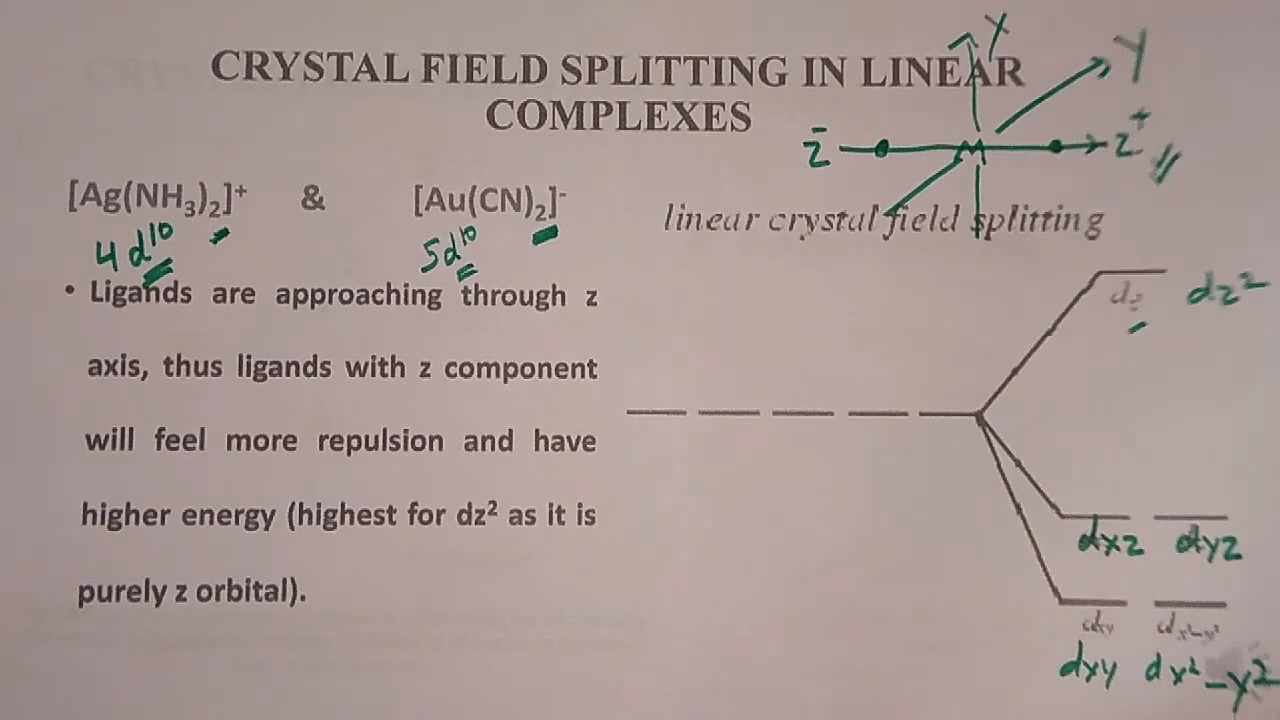 CRYSTAL FIELD SPLITTING IN LINEAR
COMPLEXES
X
Y
z̄ M z⁺
[Ag(NH₃)₂]⁺ & [Au(CN)₂]⁻
4d¹⁰ 5d¹⁰
linear crystal field splitting
• Ligands are approaching through z
axis, thus ligands with z component
will feel more repulsion and have
higher energy (highest for dz² as it is
purely z orbital).
dz²
dxz dyz
dxy dx²-y²
dxy dx²-y²